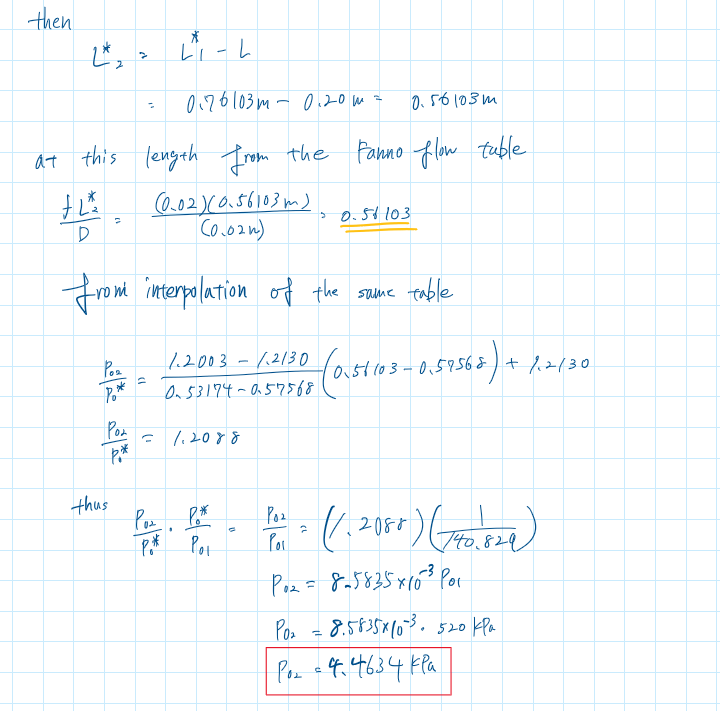 then
L*₂ = L*₁ - L
= 0.76103m - 0.20 m = 0.56103m
at this length from the Fanno flow table
fL*₂/D = (0.02)(0.56103m)/(0.02m) = 0.56103
from interpolation of the same table
P₀₂/P₀* = (1.2003 - 1.2130)/(0.53174 - 0.57568) (0.56103 - 0.57568) + 1.2130
P₀₂/P₀* = 1.2088
thus P₀₂/P₀* · P₀*/P₀₁ = P₀₂/P₀₁ = (1.2088)(1/140.829)
P₀₂ = 8.5835×10⁻³ P₀₁
P₀₂ = 8.5835×10⁻³ · 520 kPa
P₀₂ = 4.4634 kPa